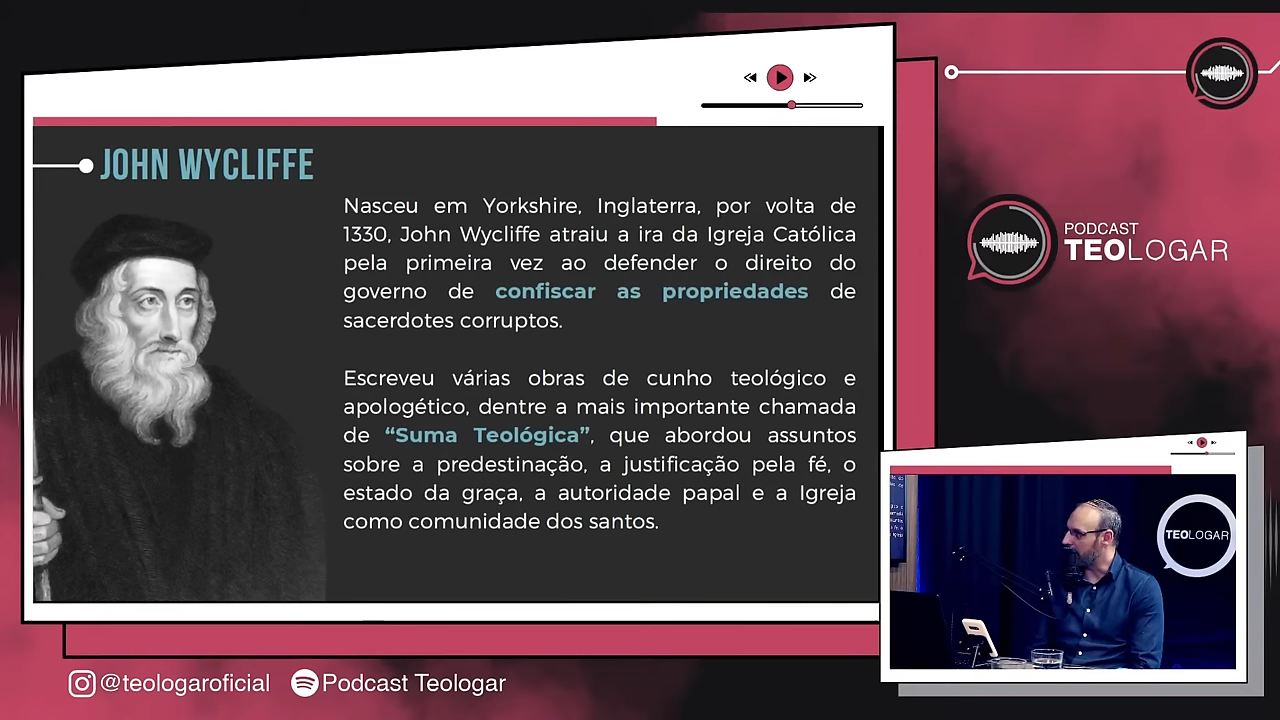 JOHN WYCLIFFE
Nasceu em Yorkshire, Inglaterra, por volta de
1330, John Wycliffe atraiu a ira da Igreja Católica
pela primeira vez ao defender o direito do
governo de confiscar as propriedades de
sacerdotes corruptos.
Escreveu várias obras de cunho teológico e
apologético, dentre a mais importante chamada
de “Suma Teológica”, que abordou assuntos
sobre a predestinação, a justificação pela fé, o
estado da graça, a autoridade papal e a Igreja
como comunidade dos santos.
PODCAST
TEOLOGAR
TEOLOGAR
@teologaroficial
Podcast Teologar